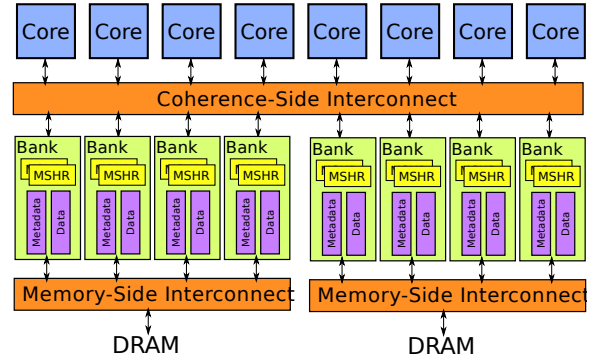 Core Core Core Core Core Core Core Core
Coherence-Side Interconnect
Bank Bank Bank Bank Bank Bank Bank Bank
MSHR MSHR MSHR MSHR MSHR MSHR MSHR MSHR
Metadata Data Metadata Data Metadata Data Metadata Data Metadata Data Metadata Data Metadata Data Metadata Data
Memory-Side Interconnect Memory-Side Interconnect
DRAM DRAM